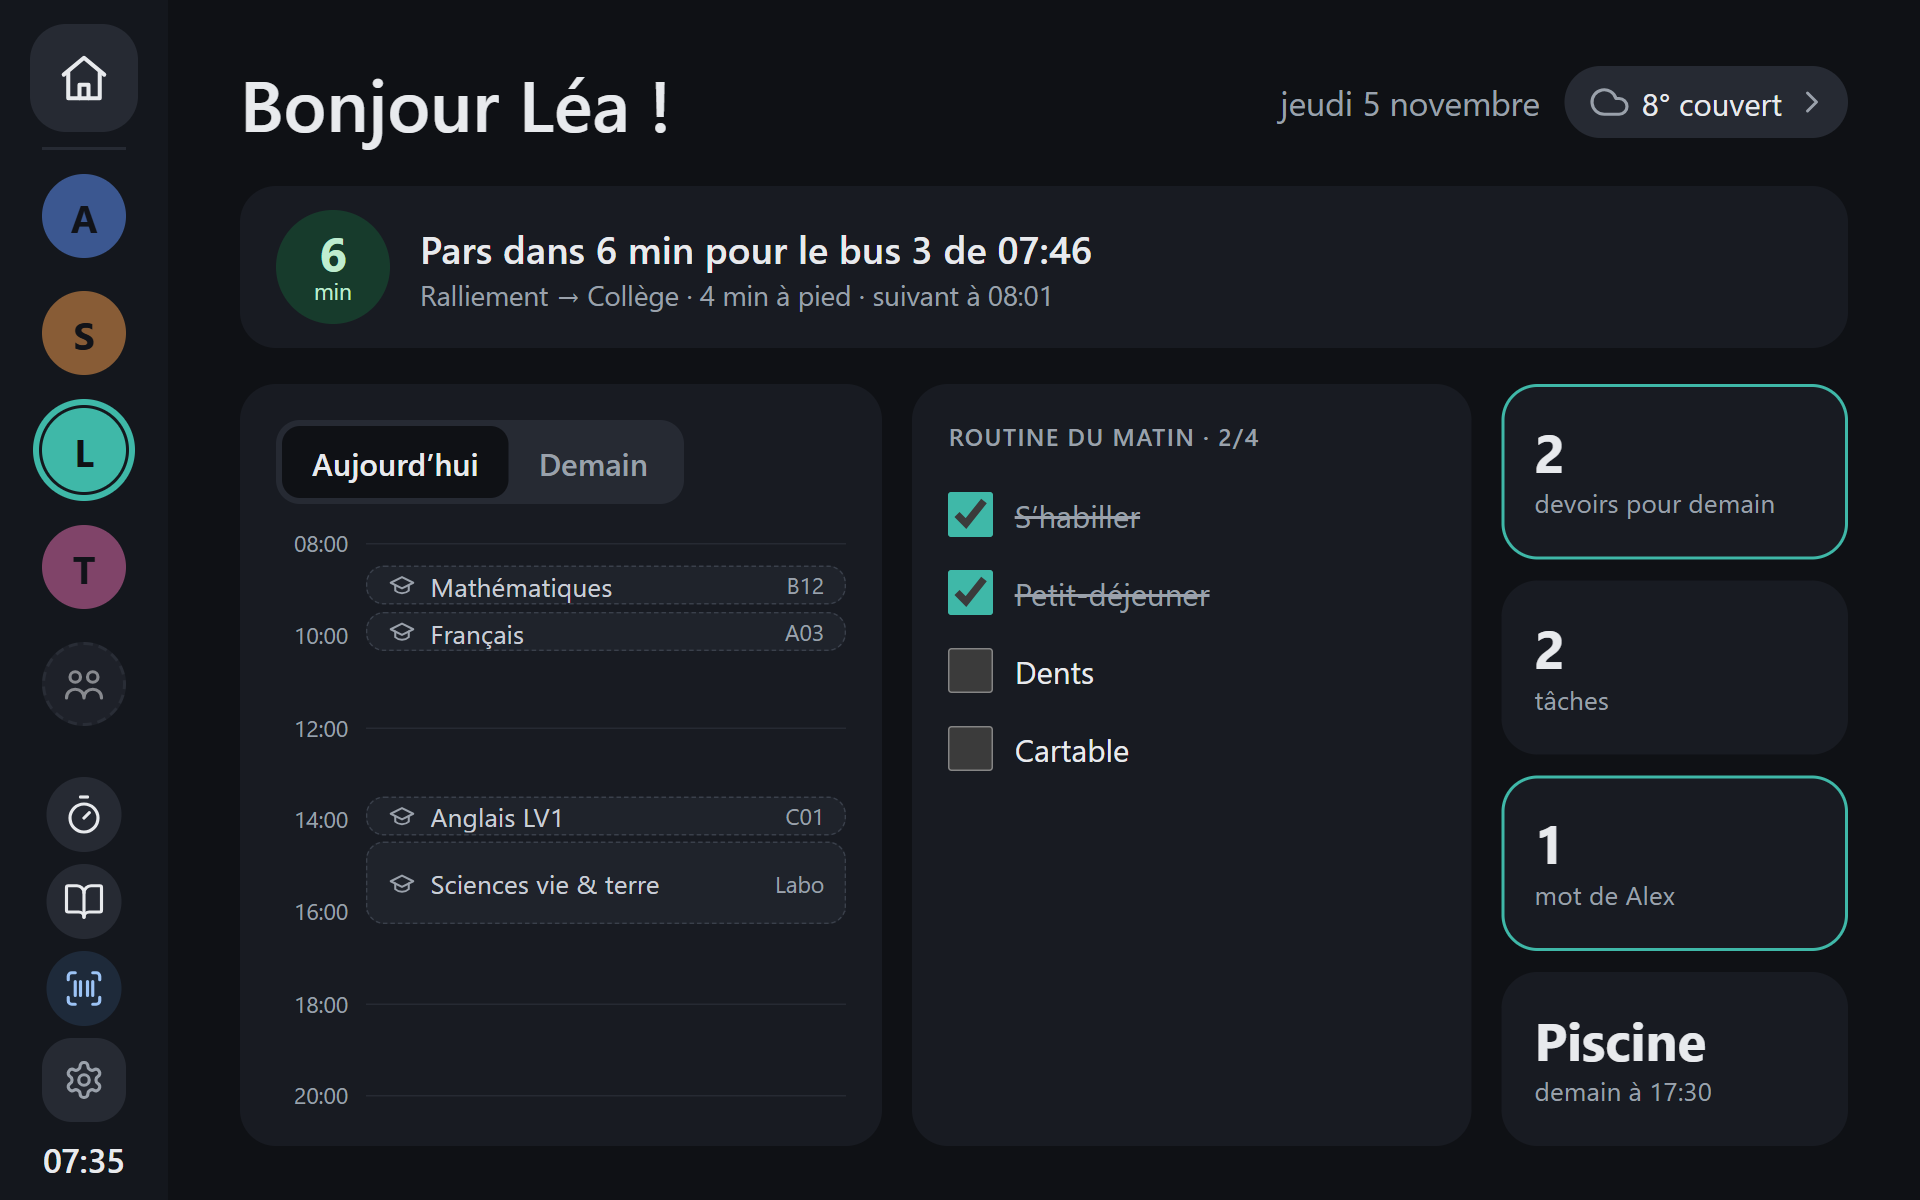 Bonjour Léa !
jeudi 5 novembre
8° couvert
A
S
L
T
07:35
6
min
Pars dans 6 min pour le bus 3 de 07:46
Ralliement → Collège · 4 min à pied · suivant à 08:01
Aujourd’hui
Demain
08:00
Mathématiques B12
10:00
Français A03
12:00
14:00
Anglais LV1 C01
Sciences vie & terre Labo
16:00
18:00
20:00
ROUTINE DU MATIN · 2/4
S’habiller
Petit-déjeuner
Dents
Cartable
2
devoirs pour demain
2
tâches
1
mot de Alex
Piscine
demain à 17:30